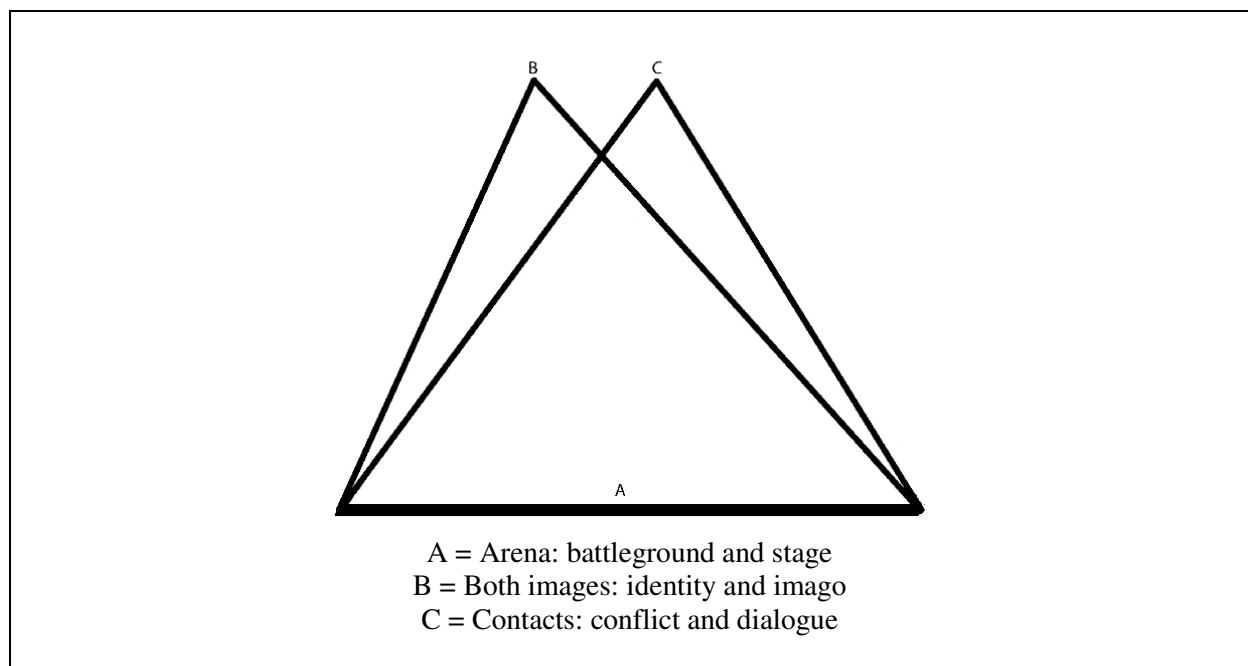 B C
A
A = Arena: battleground and stage
B = Both images: identity and imago
C = Contacts: conflict and dialogue